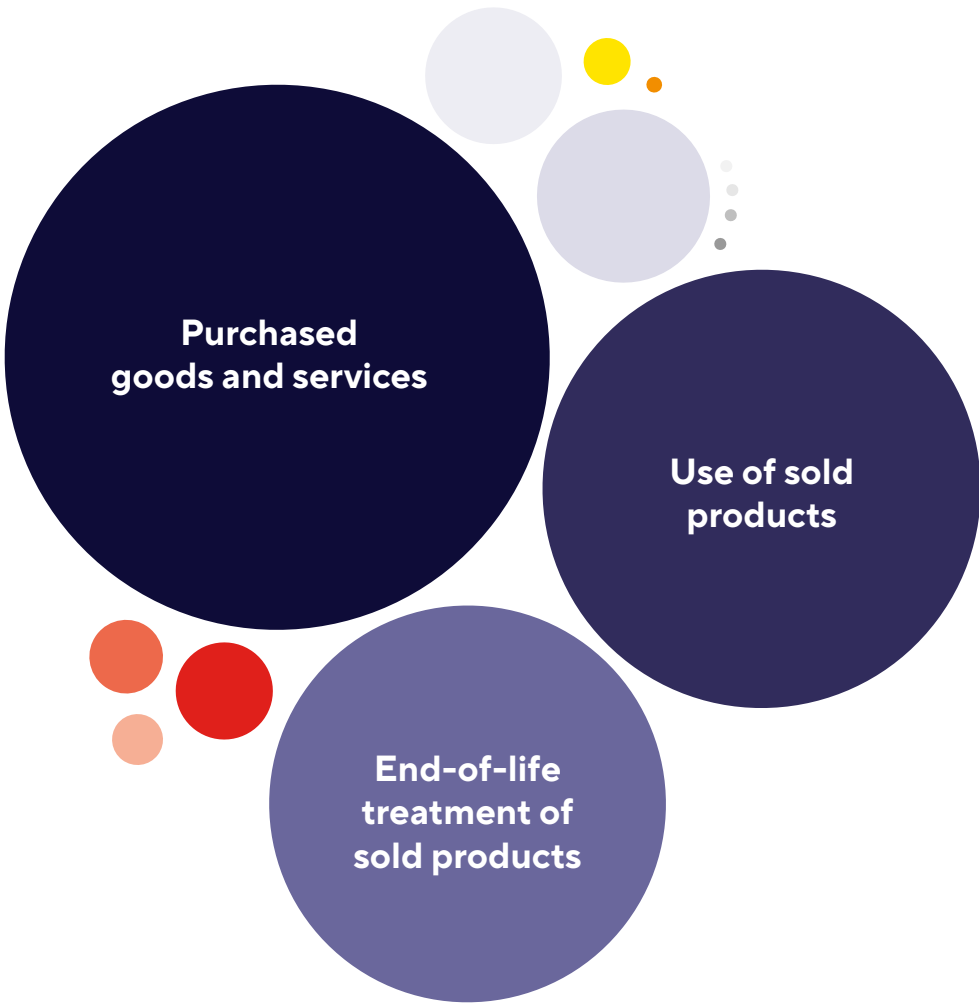 Purchased
goods and services
Use of sold
products
End-of-life
treatment of
sold products